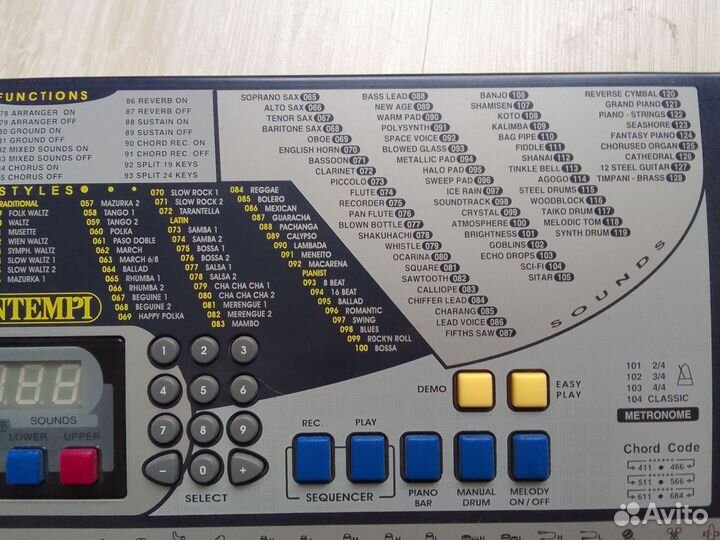 FUNCTIONS
78 ARRANGER ON
79 ARRANGER OFF
80 GROUND ON
81 GROUND OFF
82 MIXED SOUNDS ON
83 MIXED SOUNDS OFF
84 CHORUS ON
85 CHORUS OFF
86 REVERB ON
87 REVERB OFF
88 SUSTAIN ON
89 SUSTAIN OFF
90 CHORD REC. ON
91 CHORD REC. OFF
92 SPLIT 19 KEYS
93 SPLIT 24 KEYS
STYLES
TRADITIONAL
FOLK WALTZ
WALTZ
MUSETTE
WIEN WALTZ
SYMPH. WALTZ
SLOW WALTZ 1
SLOW WALTZ 2
MAZURKA 1
057 MAZURKA 2
058 TANGO 1
059 TANGO 2
060 POLKA
061 PASO DOBLE
062 MARCH
063 MARCH 6/8
064 BALLAD
065 RHUMBA 1
066 RHUMBA 2
067 BEGUINE 1
068 BEGUINE 2
069 HAPPY POLKA
070 SLOW ROCK 1
071 SLOW ROCK 2
072 TARANTELLA
LATIN
073 SAMBA 1
074 SAMBA 2
075 BOSSA 1
076 BOSSA 2
077 SALSA 1
078 SALSA 2
079 CHA CHA CHA 1
080 CHA CHA CHA 2
081 MERENGUE 1
082 MERENGUE 2
083 MAMBO
084 REGGAE
085 BOLERO
086 MEXICAN
087 GUARACHA
088 PACHANGA
089 CALYPSO
090 LAMBADA
091 MENEITO
092 MACARENA
PIANIST
093 8 BEAT
094 16 BEAT
095 BALLAD
096 ROMANTIC
097 SWING
098 BLUES
099 ROCK'N ROLL
100 BOSSA
SOPRANO SAX 065
ALTO SAX 066
TENOR SAX 067
BARITONE SAX 068
OBOE 069
ENGLISH HORN 070
BASSOON 071
CLARINET 072
PICCOLO 073
FLUTE 074
RECORDER 075
PAN FLUTE 076
BLOWN BOTTLE 077
SHAKUHACHI 078
WHISTLE 079
OCARINA 080
SQUARE 081
SAWTOOTH 082
CALLIOPE 083
CHIFFER LEAD 084
CHARANG 085
LEAD VOICE 086
FIFTHS SAW 087
BASS LEAD 088
NEW AGE 089
WARM PAD 090
POLYSYNTH 091
SPACE VOICE 092
BLOWED GLASS 093
METALLIC PAD 094
HALO PAD 095
SWEEP PAD 096
ICE RAIN 097
SOUNDTRACK 098
CRYSTAL 099
ATMOSPHERE 100
BRIGHTNESS 101
GOBLINS 102
ECHO DROPS 103
SCI-FI 104
SITAR 105
BANJO 106
SHAMISEN 107
KOTO 108
KALIMBA 109
BAG PIPE 110
FIDDLE 111
SHANAI 112
TINKLE BELL 113
AGOGO 114
STEEL DRUMS 115
WOODBLOCK 116
TAIKO DRUM 117
MELODIC TOM 118
SYNTH DRUM 119
REVERSE CYMBAL 120
GRAND PIANO 121
PIANO - STRINGS 122
SEASHORE 123
FANTASY PIANO 124
CHORUSED ORGAN 125
CATHEDRAL 126
12 STEEL GUITAR 127
TIMPANI - BRASS 128
SOUNDS
NTEMPI
188
SOUNDS
LOWER UPPER
1 2 3
4 5 6
7 8 9
- 0 +
SELECT
DEMO
EASY PLAY
REC. PLAY
SEQUENCER
PIANO BAR
MANUAL DRUM
MELODY ON / OFF
101 2/4
102 3/4
103 4/4
104 CLASSIC
METRONOME
Chord Code
411 466
511 566
611 684
Avito